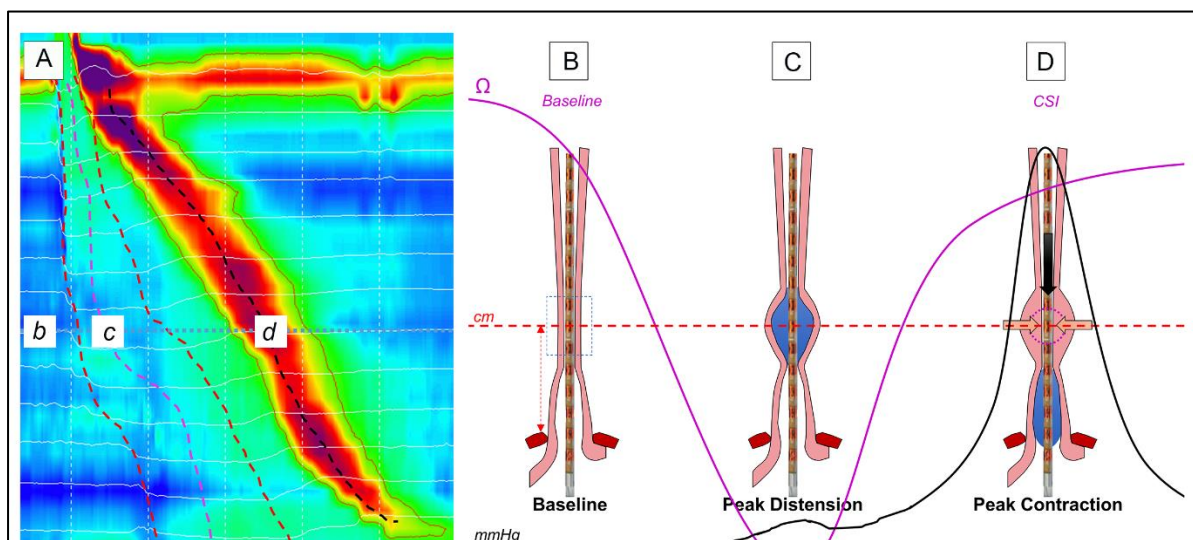 A
B
C
D
Ω
Baseline
CSI
b
c
d
cm
Baseline
Peak Distension
Peak Contraction
mmHg